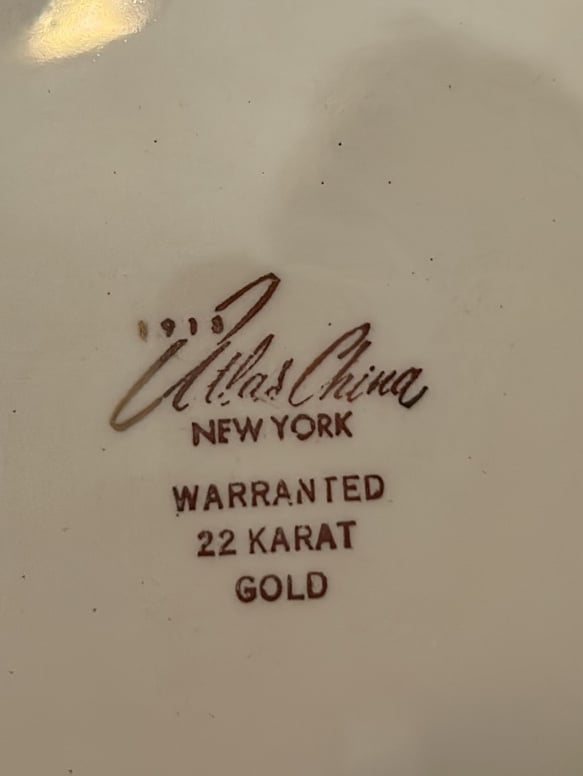 1918
Atlas China
NEW YORK
WARRANTED
22 KARAT
GOLD